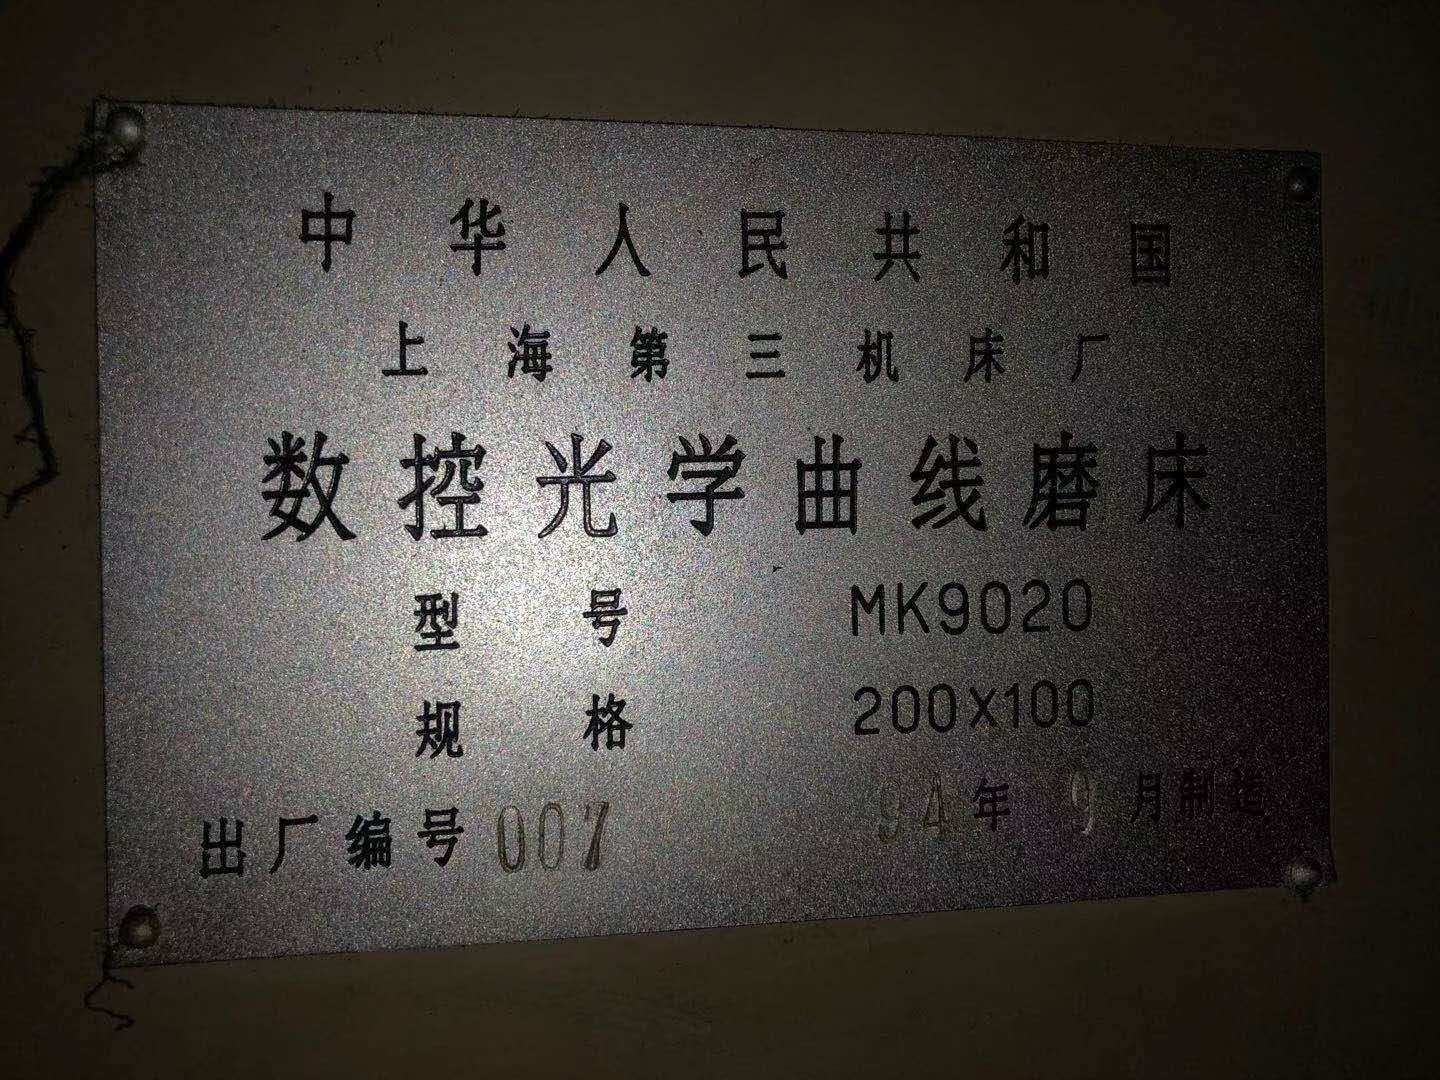 中华人民共和国
上海第三机床厂
数控光学曲线磨床
型号 MK9020
规格 200X100
出厂编号 007 94年9月制造